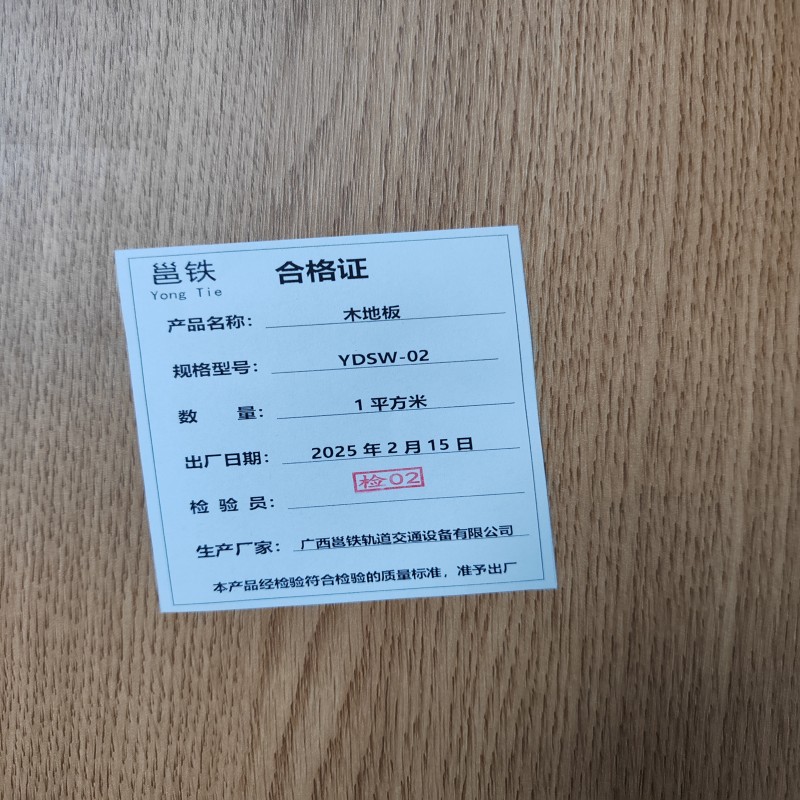 邕铁 合格证
Yong Tie
产品名称： 木地板
规格型号： YDSW-02
数 量： 1 平方米
出厂日期： 2025 年 2 月 15 日
检 验 员： 检02
生产厂家： 广西邕铁轨道交通设备有限公司
本产品经检验符合检验的质量标准，准予出厂